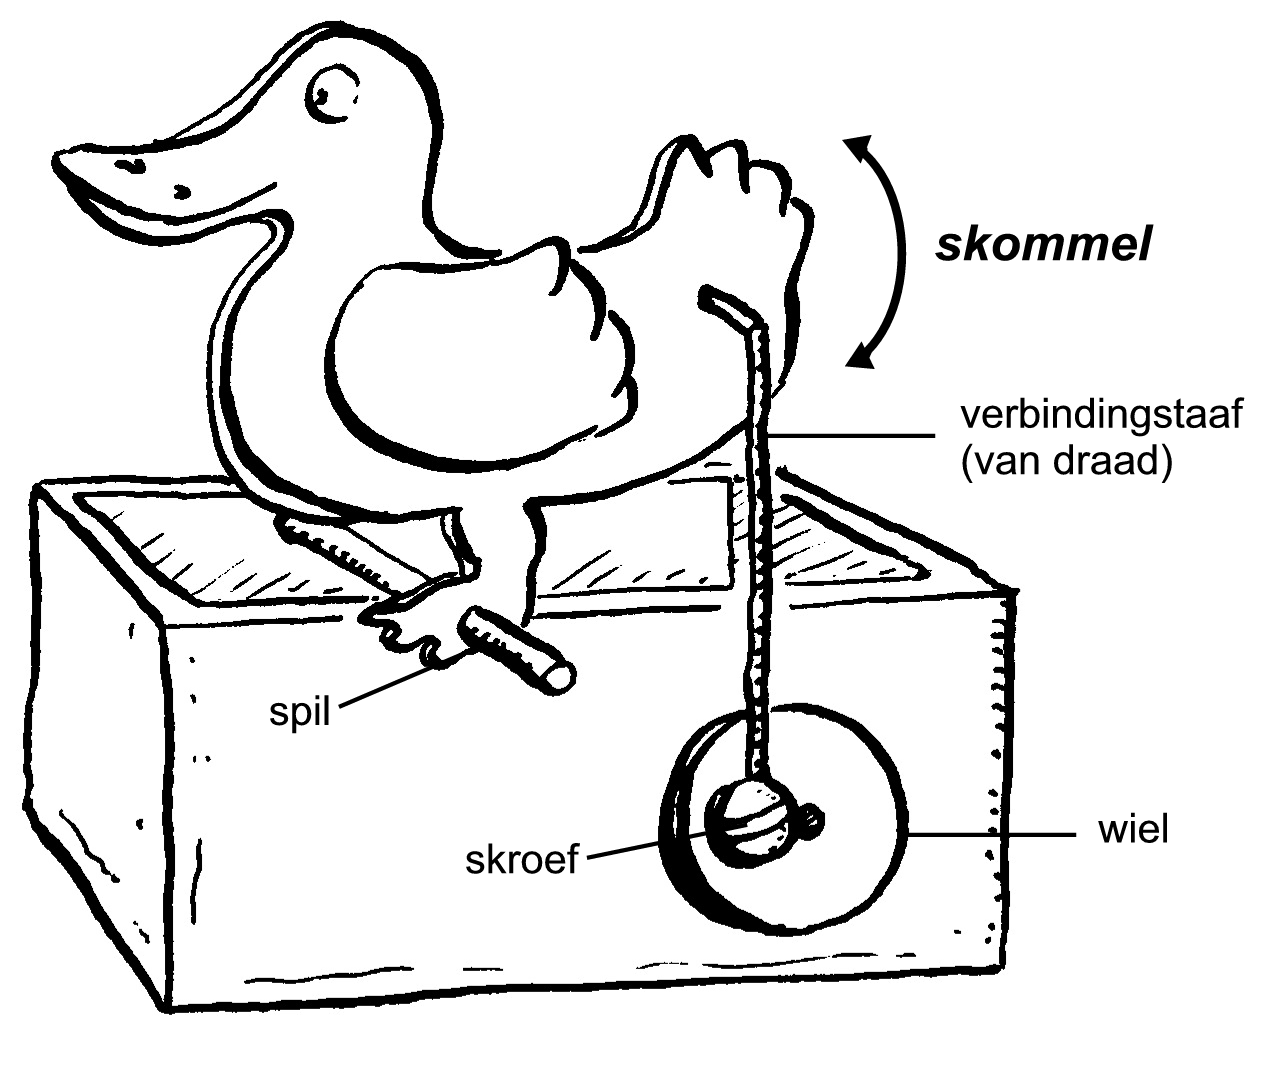 skommel
verbindingstaaf
(van draad)
spil
skroef
wiel